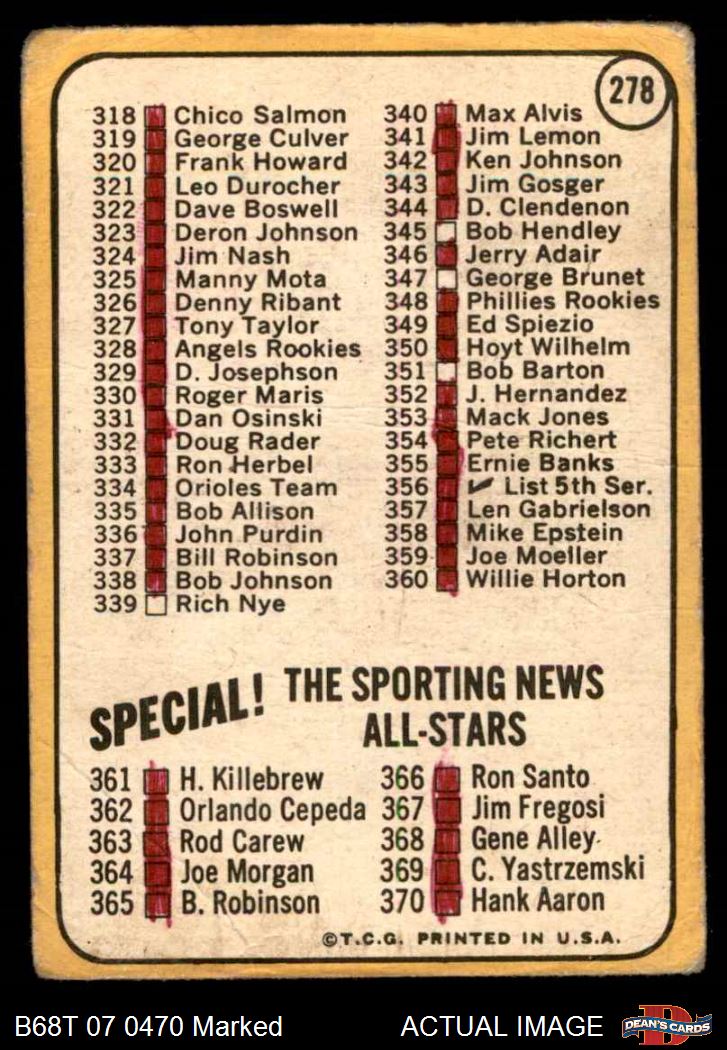 278
318 Chico Salmon
319 George Culver
320 Frank Howard
321 Leo Durocher
322 Dave Boswell
323 Deron Johnson
324 Jim Nash
325 Manny Mota
326 Denny Ribant
327 Tony Taylor
328 Angels Rookies
329 D. Josephson
330 Roger Maris
331 Dan Osinski
332 Doug Rader
333 Ron Herbel
334 Orioles Team
335 Bob Allison
336 John Purdin
337 Bill Robinson
338 Bob Johnson
339 Rich Nye
340 Max Alvis
341 Jim Lemon
342 Ken Johnson
343 Jim Gosger
344 D. Clendenon
345 Bob Hendley
346 Jerry Adair
347 George Brunet
348 Phillies Rookies
349 Ed Spiezio
350 Hoyt Wilhelm
351 Bob Barton
352 J. Hernandez
353 Mack Jones
354 Pete Richert
355 Ernie Banks
356 ✔ List 5th Ser.
357 Len Gabrielson
358 Mike Epstein
359 Joe Moeller
360 Willie Horton
SPECIAL! THE SPORTING NEWS
ALL-STARS
361 H. Killebrew
362 Orlando Cepeda
363 Rod Carew
364 Joe Morgan
365 B. Robinson
366 Ron Santo
367 Jim Fregosi
368 Gene Alley
369 C. Yastrzemski
370 Hank Aaron
©T.C.G. PRINTED IN U.S.A.
B68T 07 0470 Marked
ACTUAL IMAGE
D
DEAN'S CARDS